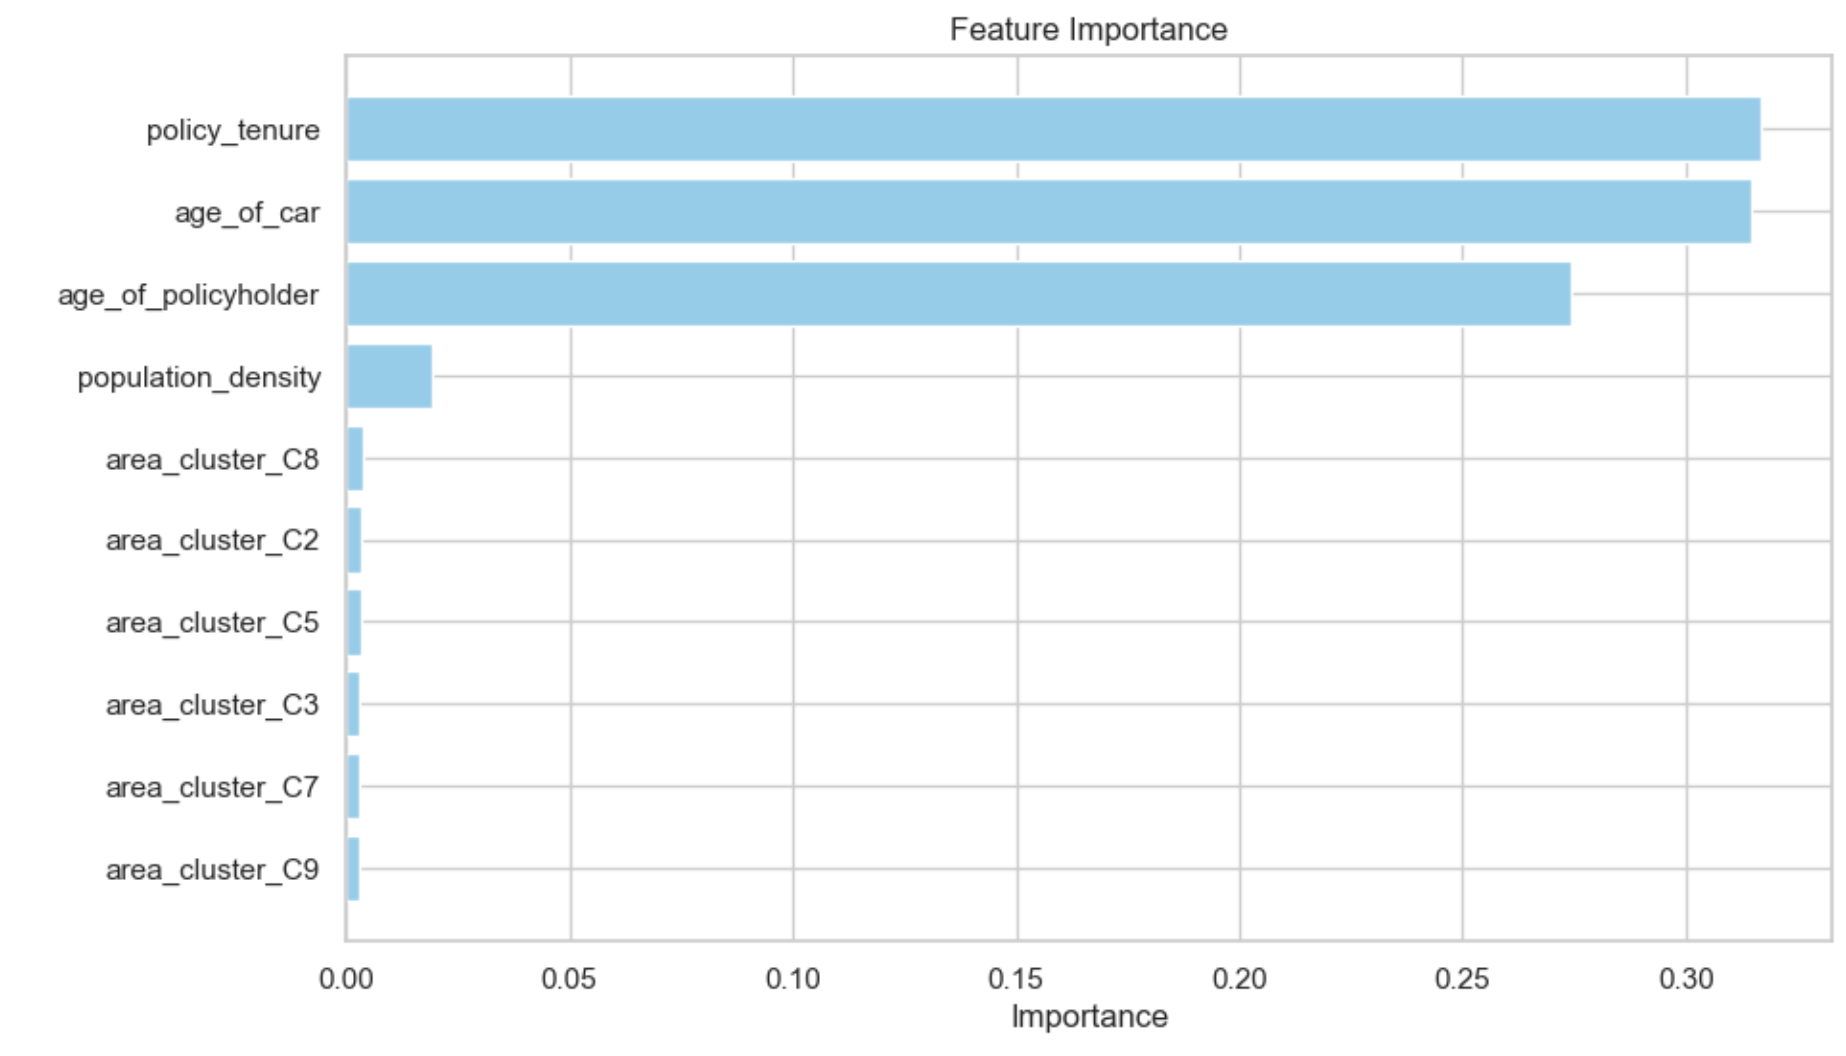 Feature Importance
policy_tenure
age_of_car
age_of_policyholder
population_density
area_cluster_C8
area_cluster_C2
area_cluster_C5
area_cluster_C3
area_cluster_C7
area_cluster_C9
0.00 0.05 0.10 0.15 0.20 0.25 0.30
Importance